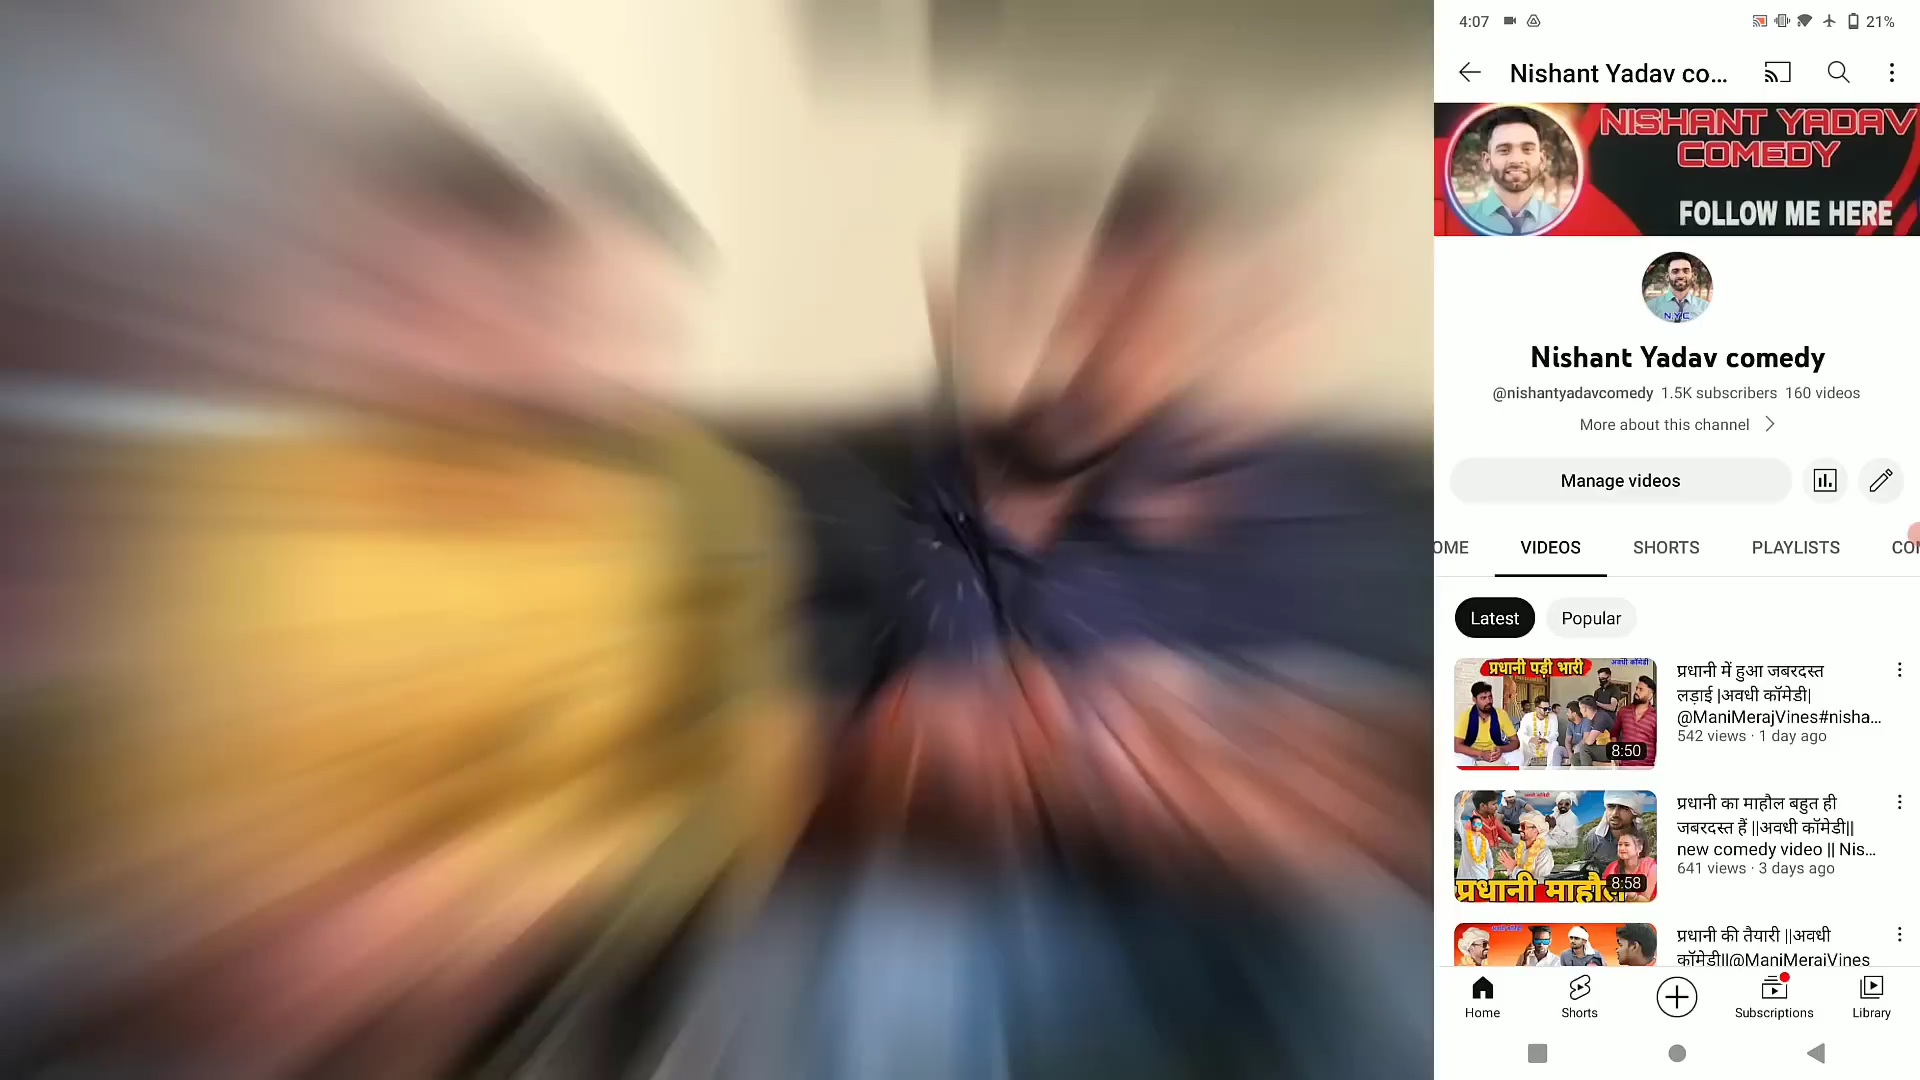 4:07
21%
Nishant Yadav co...
NISHANT YADAV
COMEDY
FOLLOW ME HERE
N.Y.C
Nishant Yadav comedy
@nishantyadavcomedy 1.5K subscribers 160 videos
More about this channel
Manage videos
OME VIDEOS SHORTS PLAYLISTS CO
Latest Popular
प्रधानी पड़ी भारी
अवधी कॉमेडी
8:50
प्रधानी में हुआ जबरदस्त
लड़ाई |अवधी कॉमेडी|
@ManiMerajVines#nisha...
542 views · 1 day ago
प्रधानी माहौल
8:58
प्रधानी का माहौल बहुत ही
जबरदस्त हैं ||अवधी कॉमेडी||
new comedy video || Nis...
641 views · 3 days ago
प्रधानी की तैयारी ||अवधी
कॉमेडी||@ManiMerajVines
Home Shorts Subscriptions Library